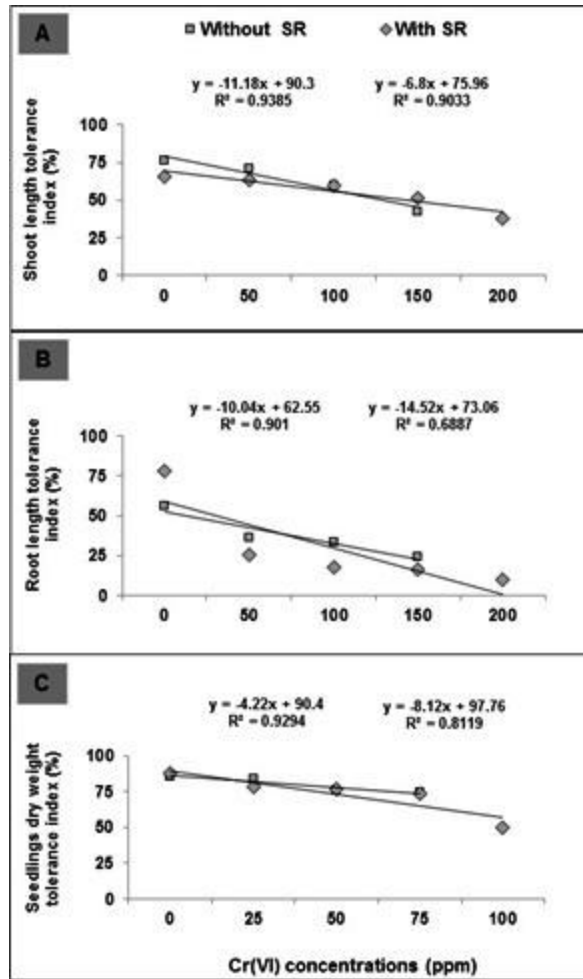 A
Without SR
With SR
y = -11.18x + 90.3
R² = 0.9385
y = -6.8x + 75.96
R² = 0.9033
Shoot length tolerance
index (%)
100
75
50
25
0
0 50 100 150 200
B
y = -10.04x + 62.55
R² = 0.901
y = -14.52x + 73.06
R² = 0.6887
Root length tolerance
index (%)
100
75
50
25
0
0 50 100 150 200
C
y = -4.22x + 90.4
R² = 0.9294
y = -8.12x + 97.76
R² = 0.8119
Seedlings dry weight
tolerance index (%)
100
75
50
25
0
0 25 50 75 100
Cr(VI) concentrations (ppm)